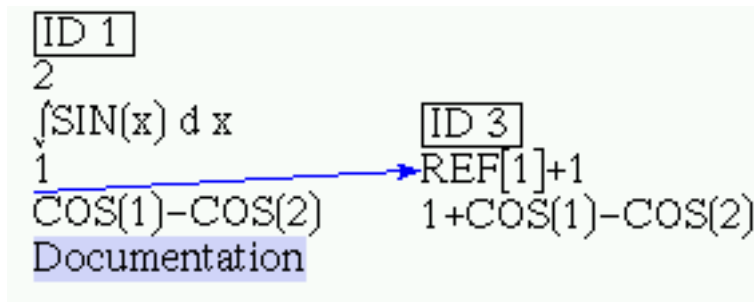 ID 1
2
∫SIN(x) d x
1
COS(1)−COS(2)
Documentation
ID 3
REF[1]+1
1+COS(1)−COS(2)